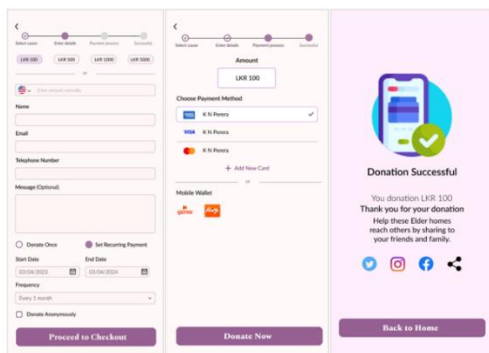 Select cause Enter details Payment process Successful
LKR 100 LKR 500 LKR 1000 LKR 5000
or
Enter amount manually
Name
Email
Telephone Number
Message (Optional)
Donate Once Set Recurring Payment
Start Date End Date
03/04/2023 03/04/2024
Frequency
Every 1 month
Donate Anonymously
Proceed to Checkout
Select cause Enter details Payment process Successful
Amount
LKR 100
Choose Payment Method
K N Perera
VISA K N Perera
K N Perera
+ Add New Card
or
Mobile Wallet
genie
Donate Now
Donation Successful
You donation LKR 100
Thank you for your donation
Help these Elder homes
reach others by sharing to
your friends and family.
Back to Home